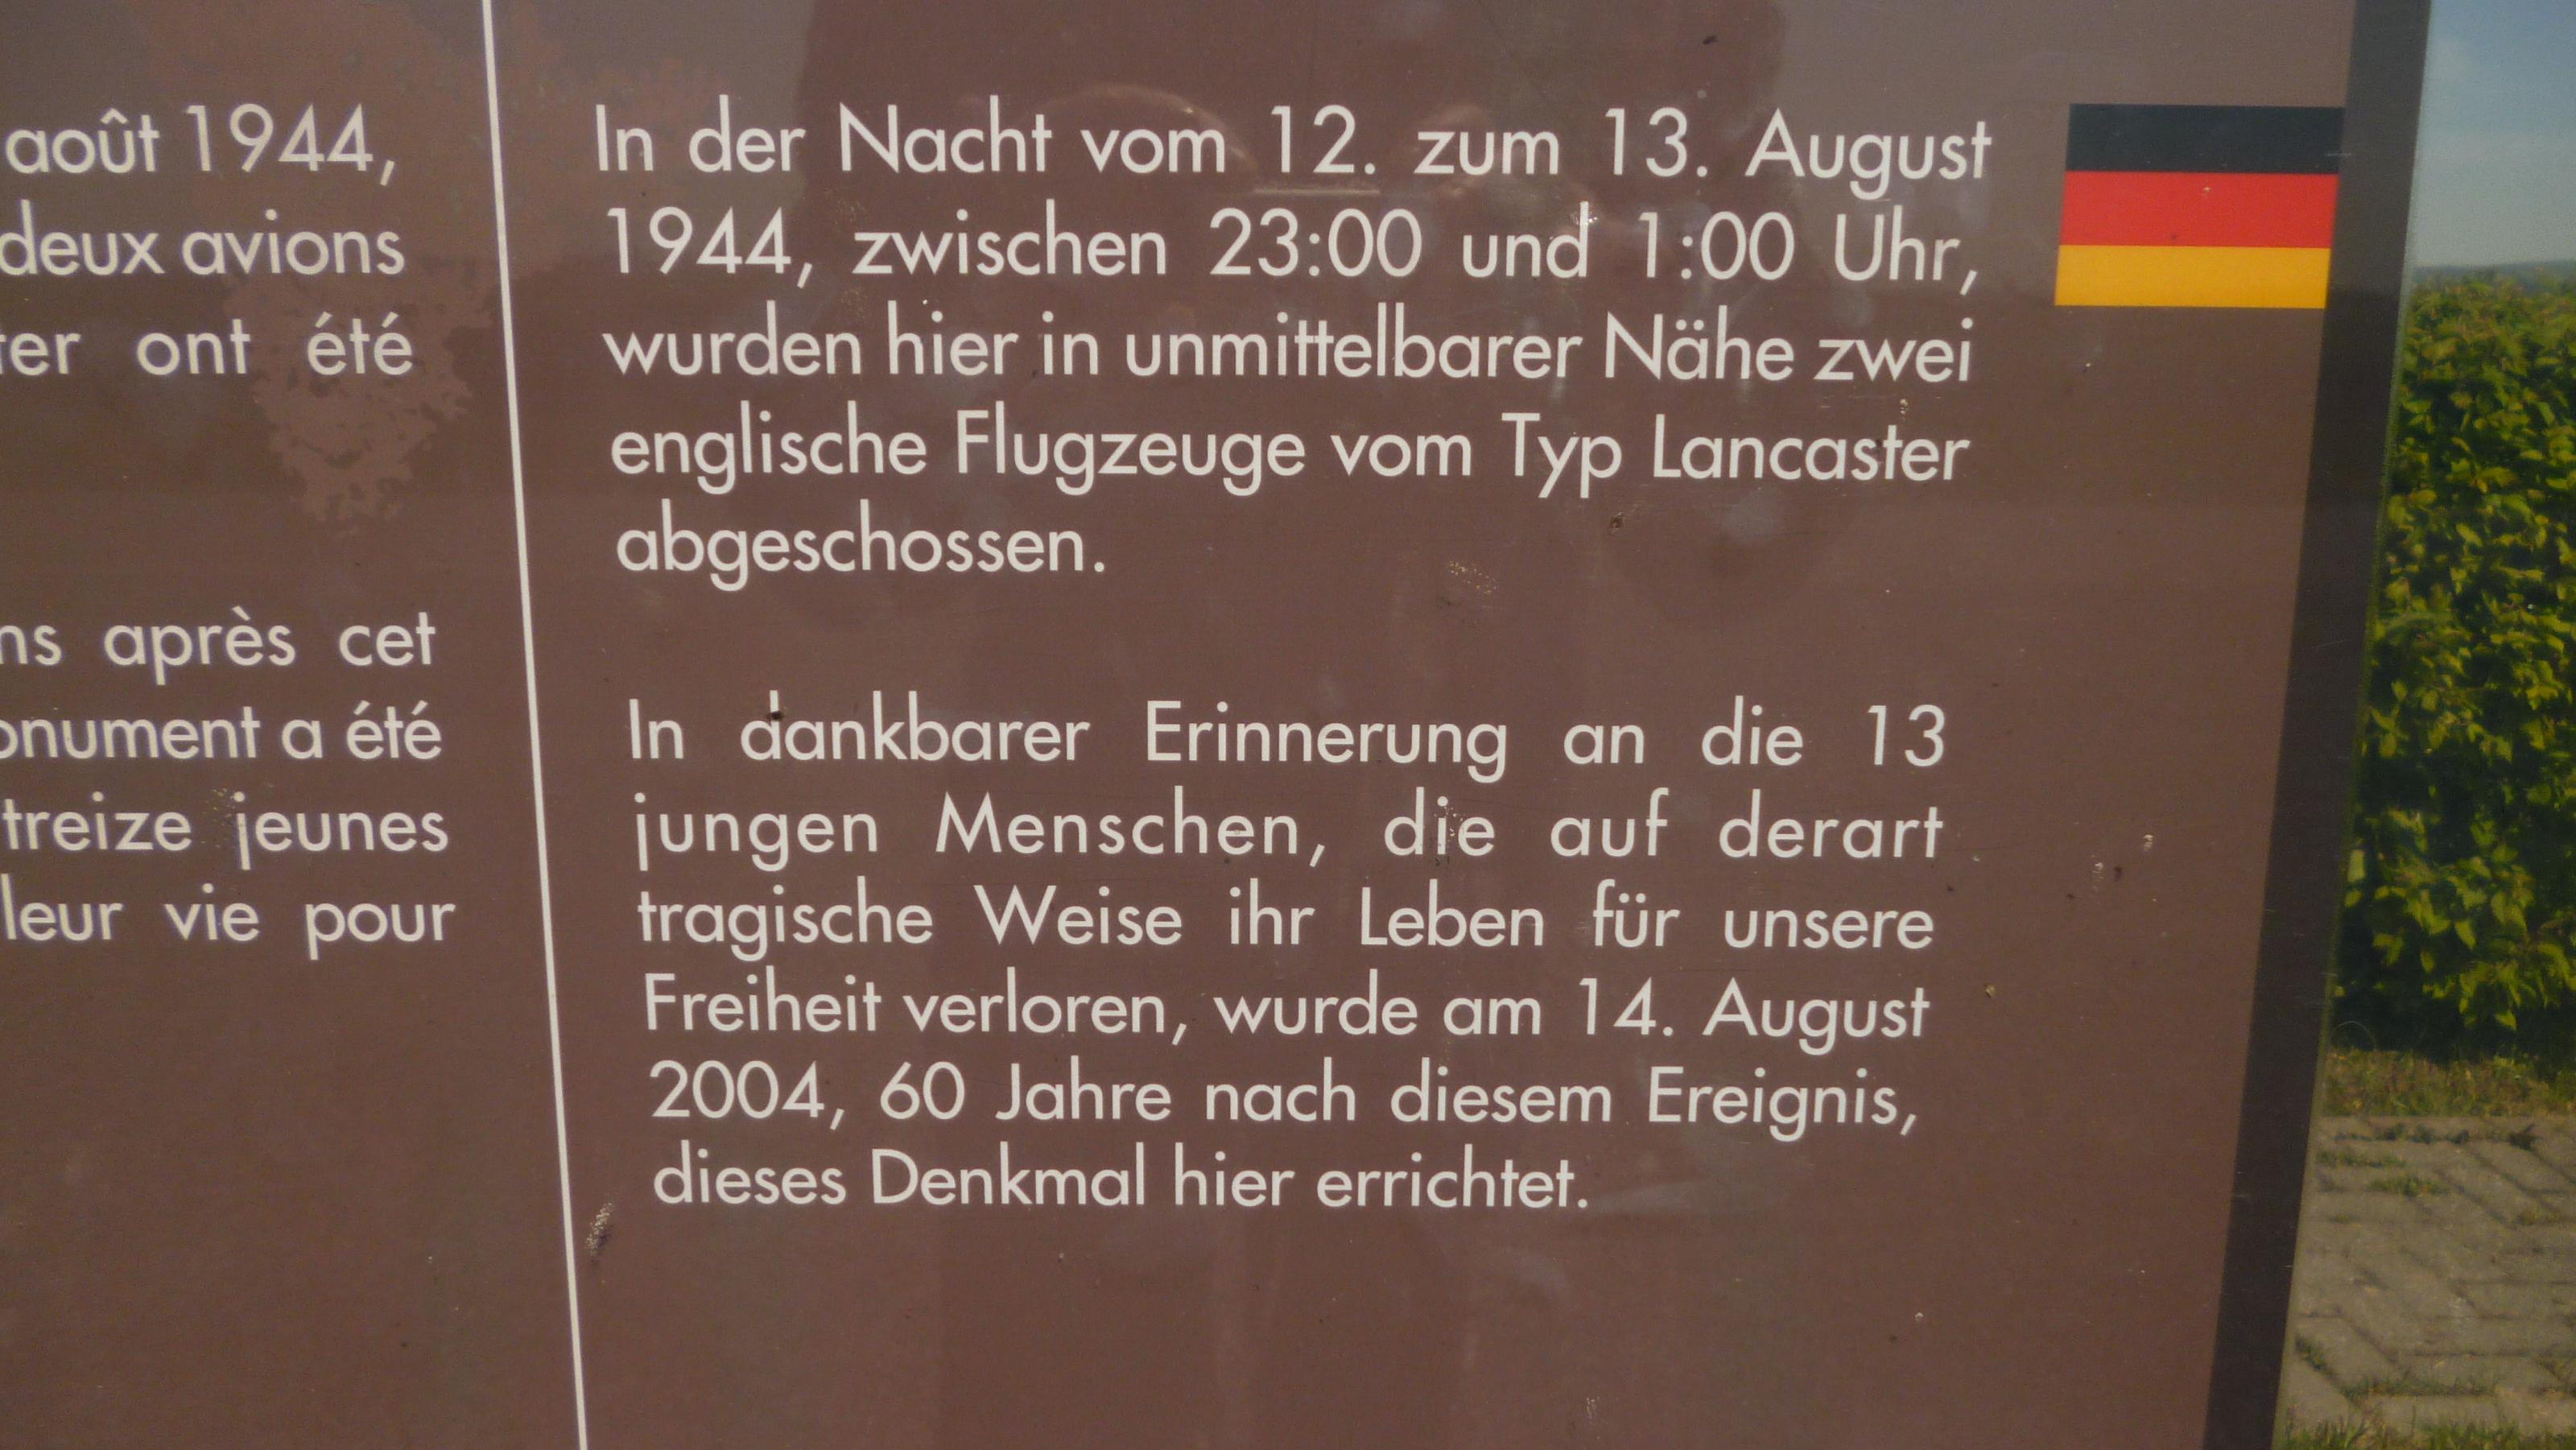 août 1944,
deux avions
ont été
après cet
a été
treize jeunes
leur vie pour
In der Nacht vom 12. zum 13. August
1944, zwischen 23:00 und 1:00 Uhr,
wurden hier in unmittelbarer Nähe zwei
englische Flugzeuge vom Typ Lancaster
abgeschossen.
In dankbarer Erinnerung an die 13
jungen Menschen, die auf derart
tragische Weise ihr Leben für unsere
Freiheit verloren, wurde am 14. August
2004, 60 Jahre nach diesem Ereignis,
dieses Denkmal hier errichtet.